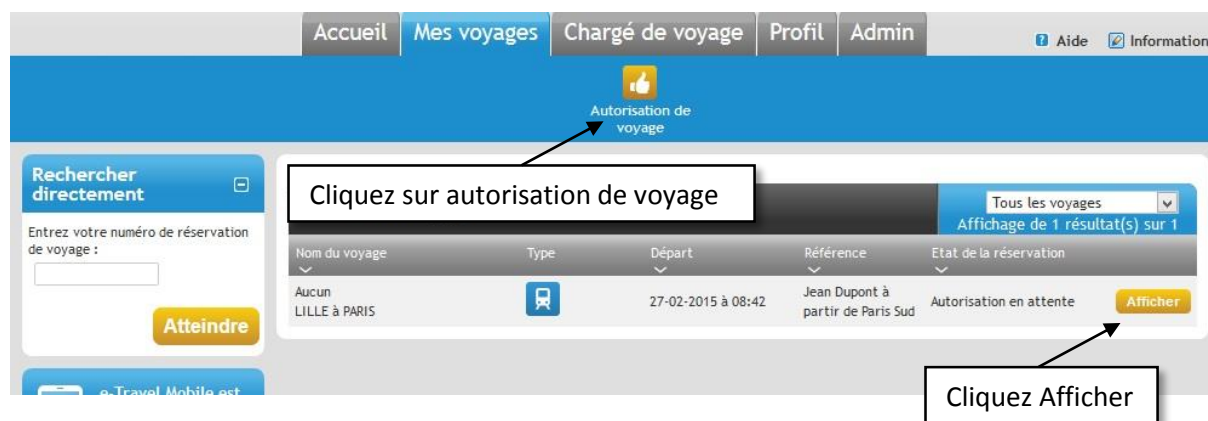 Accueil Mes voyages Chargé de voyage Profil Admin
Aide Information
Autorisation de
voyage
Rechercher
directement
Entrez votre numéro de réservation
de voyage :
Atteindre
e-Travel Mobile est
Cliquez sur autorisation de voyage
Tous les voyages
Affichage de 1 résultat(s) sur 1
Nom du voyage Type Départ Référence Etat de la réservation
Aucun
LILLE à PARIS
27-02-2015 à 08:42
Jean Dupont à
partir de Paris Sud
Autorisation en attente
Afficher
Cliquez Afficher